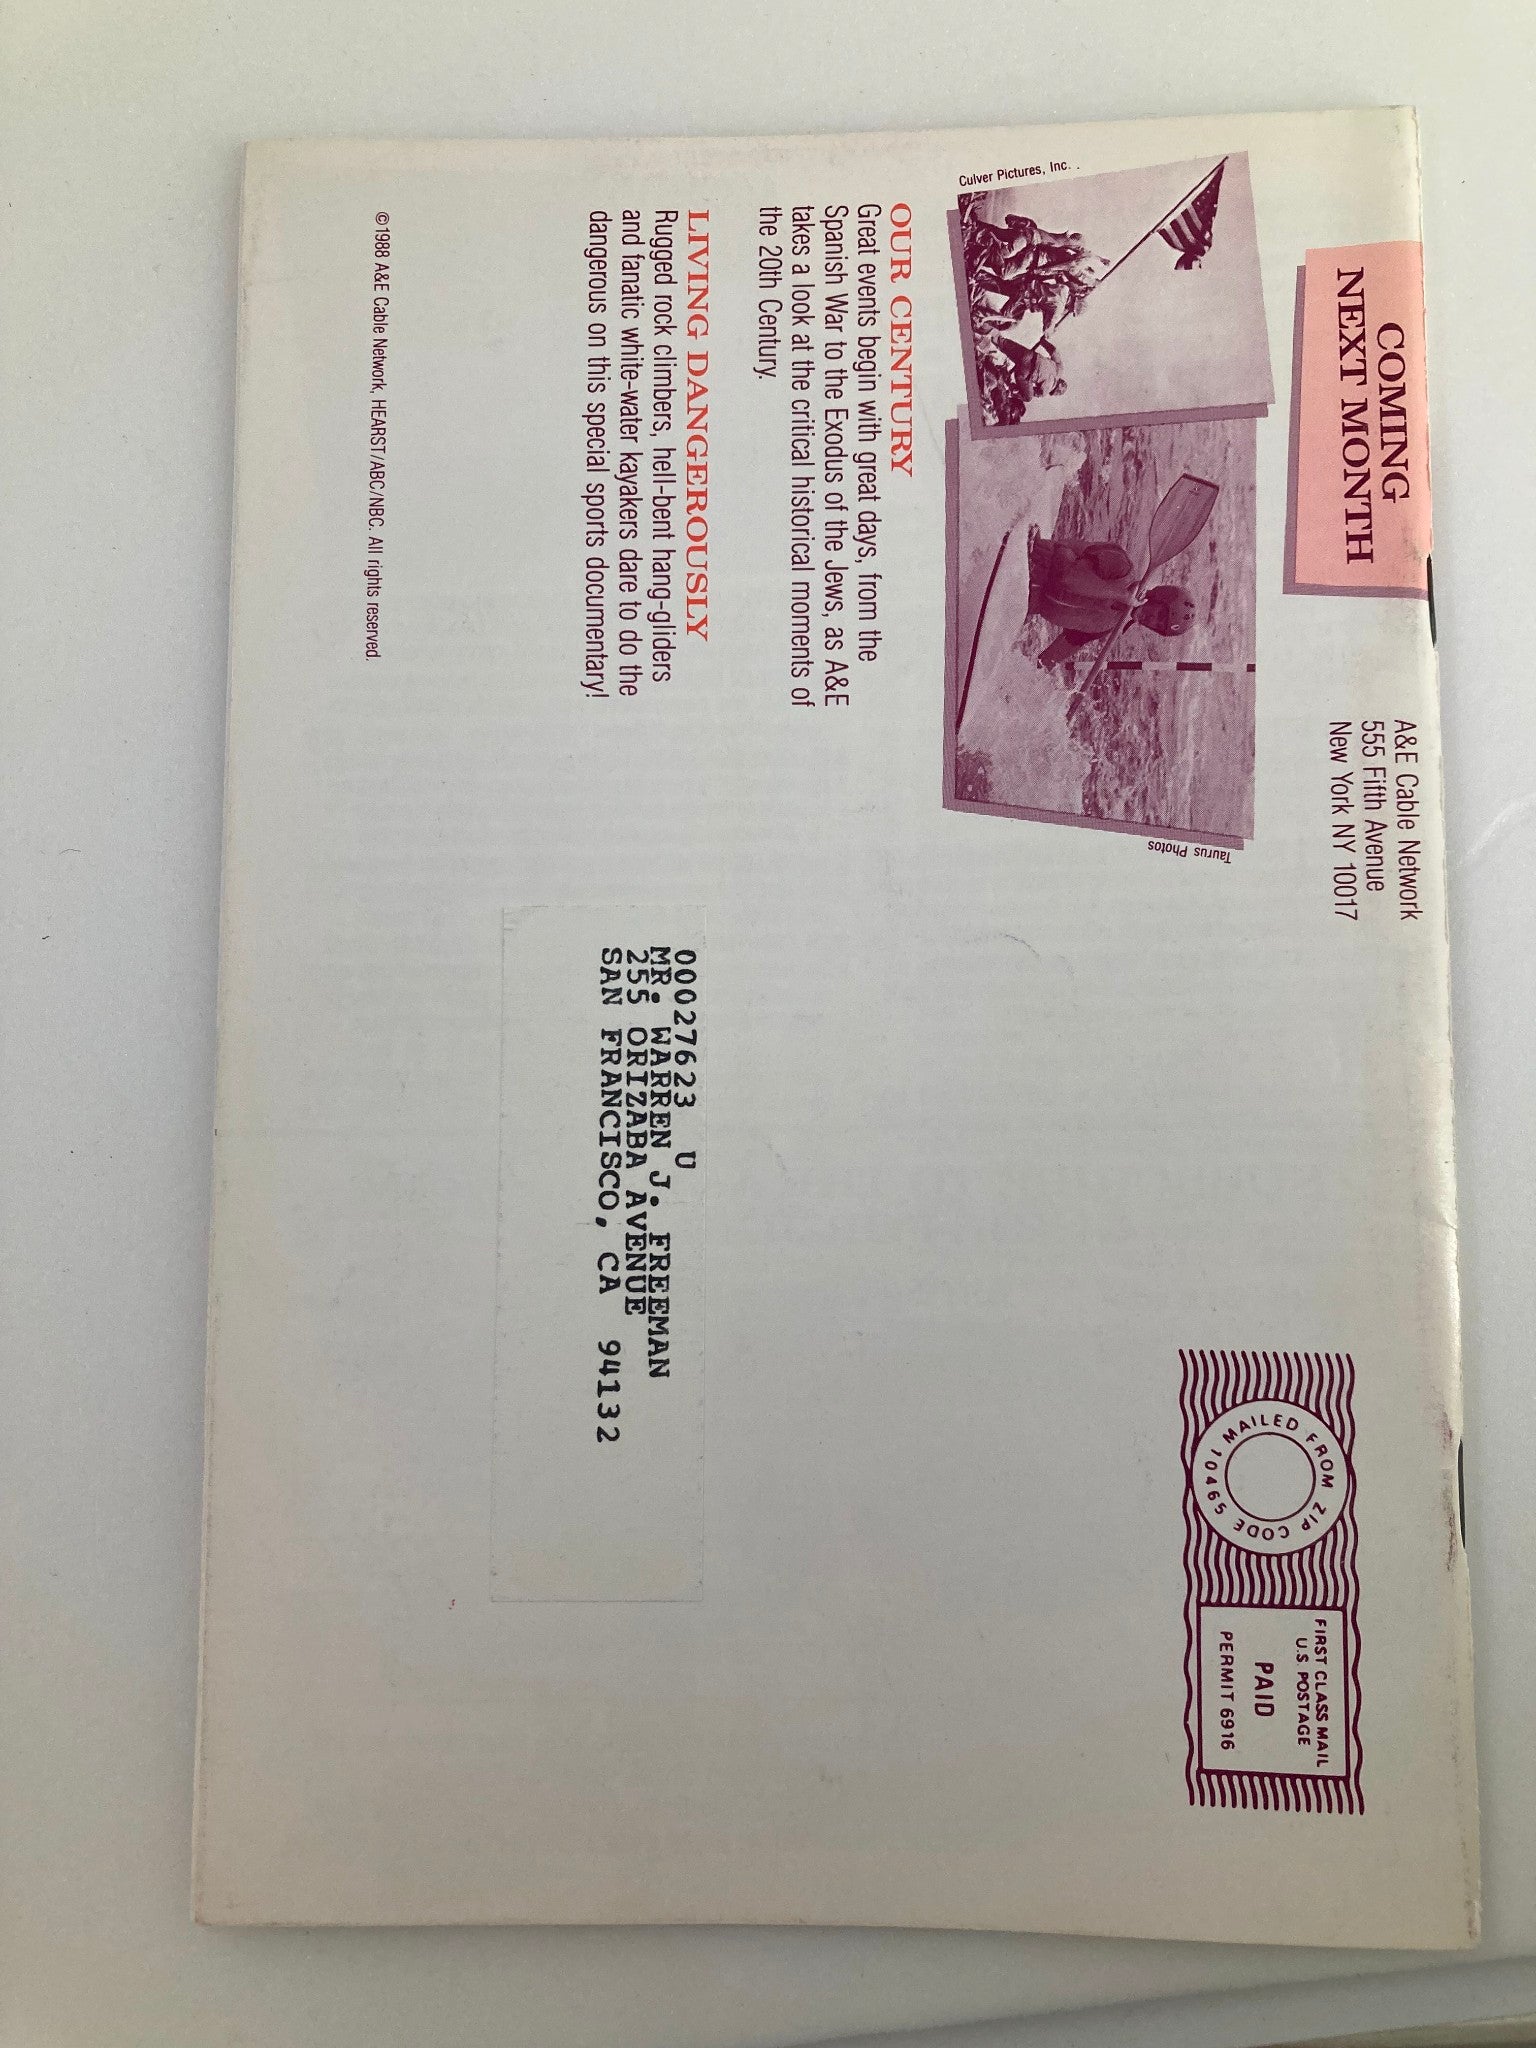 COMING
NEXT MONTH
A&E Cable Network
555 Fifth Avenue
New York NY 10017
Culver Pictures, Inc.
Taurus Photos
OUR CENTURY
Great events begin with great days, from the
Spanish War to the Exodus of the Jews, as A&E
takes a look at the critical historical moments of
the 20th Century.
LIVING DANGEROUSLY
Rugged rock climbers, hell-bent hang-gliders
and fanatic white-water kayakers dare to do the
dangerous on this special sports documentary!
©1988 A&E Cable Network, HEARST/ABC/NBC. All rights reserved.
MAILED FROM ZIP CODE 10465
FIRST CLASS MAIL
U.S. POSTAGE
PAID
PERMIT 6916
00027623 U
MR. WARREN J. FREEMAN
255 ORIZABA AVENUE
SAN FRANCISCO, CA 94132